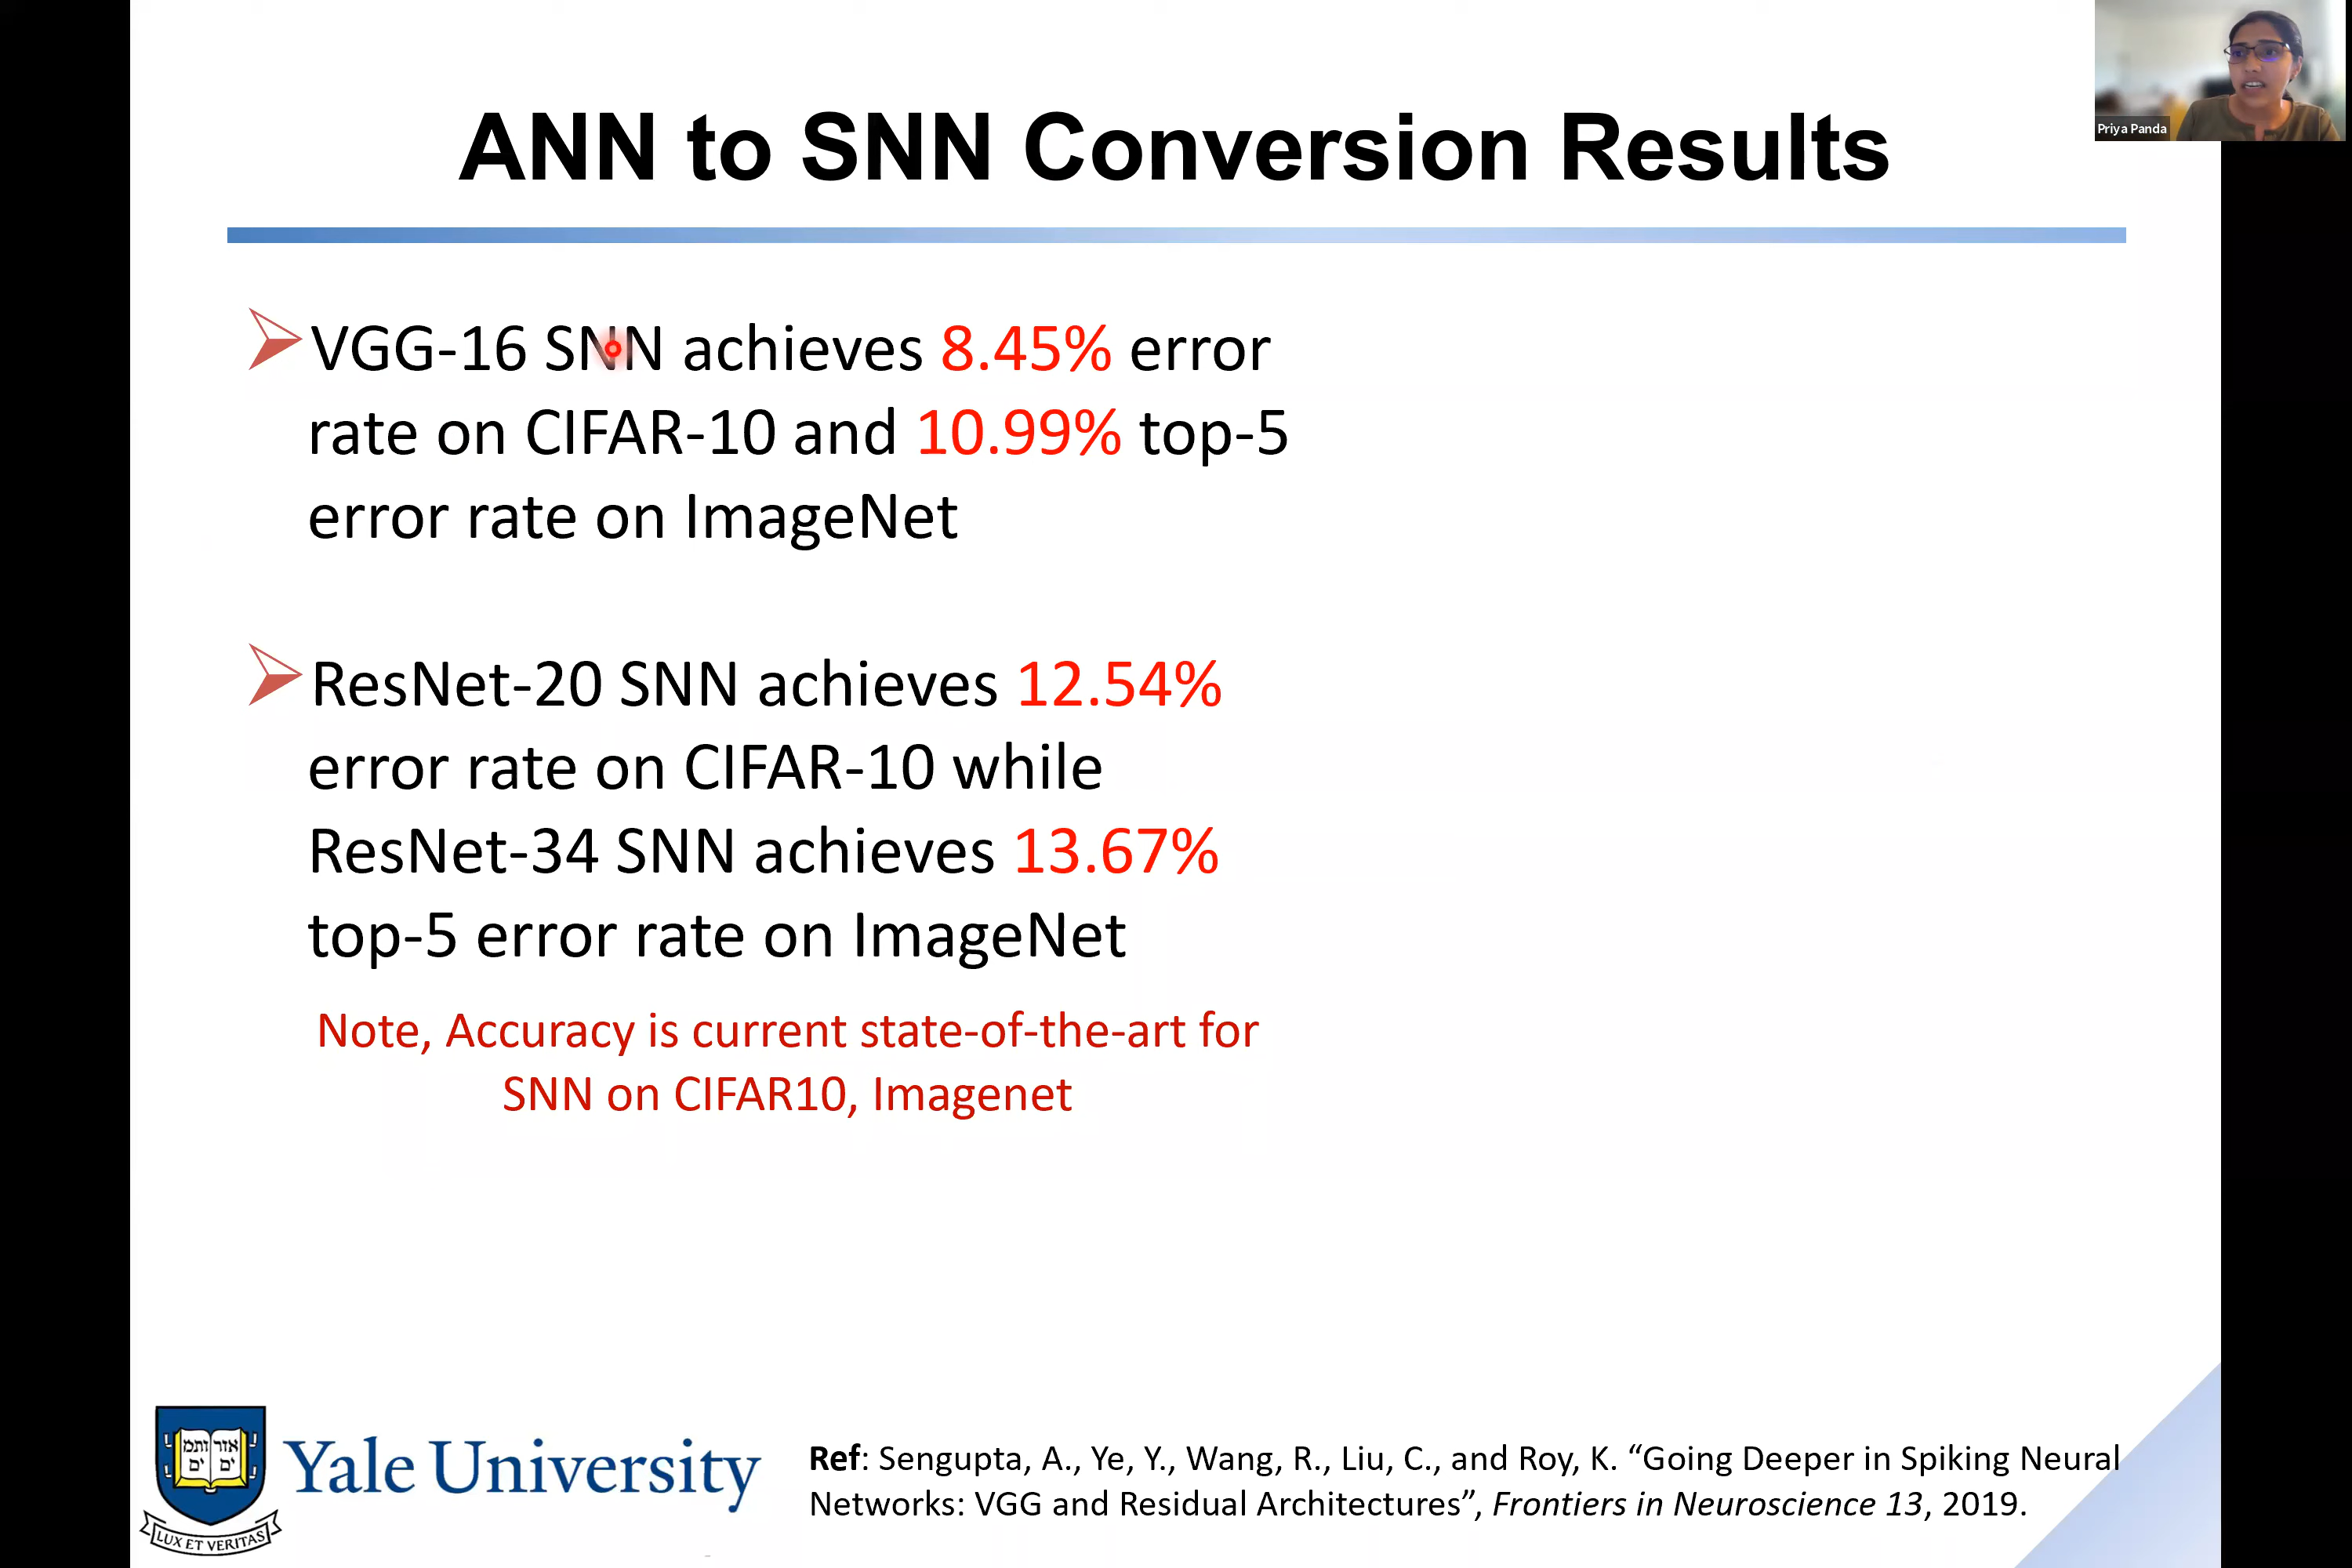 ANN to SNN Conversion Results
Priya Panda
VGG-16 SNN achieves 8.45% error
rate on CIFAR-10 and 10.99% top-5
error rate on ImageNet
ResNet-20 SNN achieves 12.54%
error rate on CIFAR-10 while
ResNet-34 SNN achieves 13.67%
top-5 error rate on ImageNet
Note, Accuracy is current state-of-the-art for
SNN on CIFAR10, Imagenet
LUX ET VERITAS
Yale University
Ref: Sengupta, A., Ye, Y., Wang, R., Liu, C., and Roy, K. “Going Deeper in Spiking Neural
Networks: VGG and Residual Architectures”, Frontiers in Neuroscience 13, 2019.